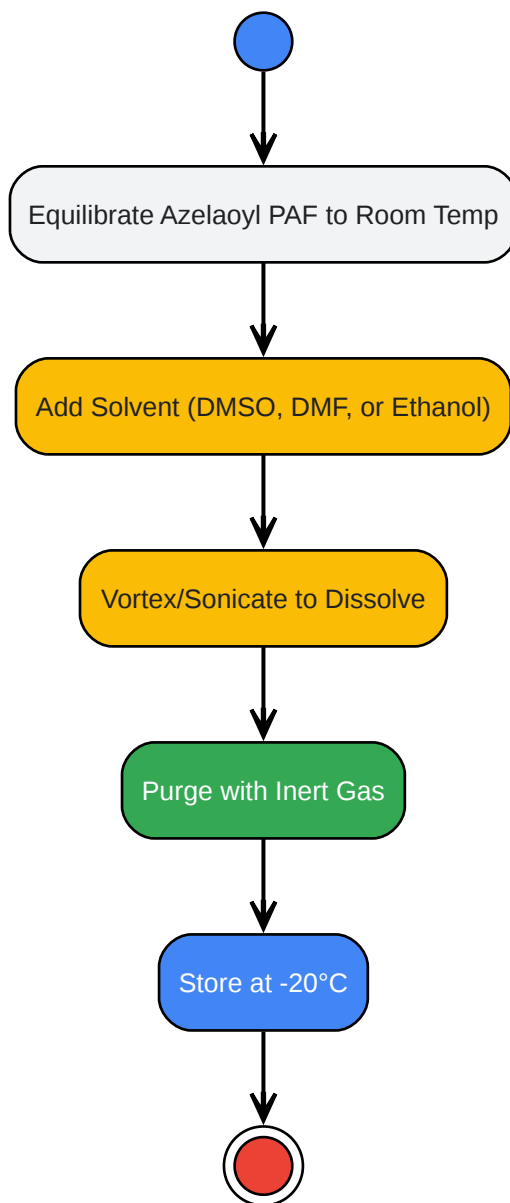 Equilibrate Azelaoyl PAF to Room Temp
Add Solvent (DMSO, DMF, or Ethanol)
Vortex/Sonicate to Dissolve
Purge with Inert Gas
Store at -20°C